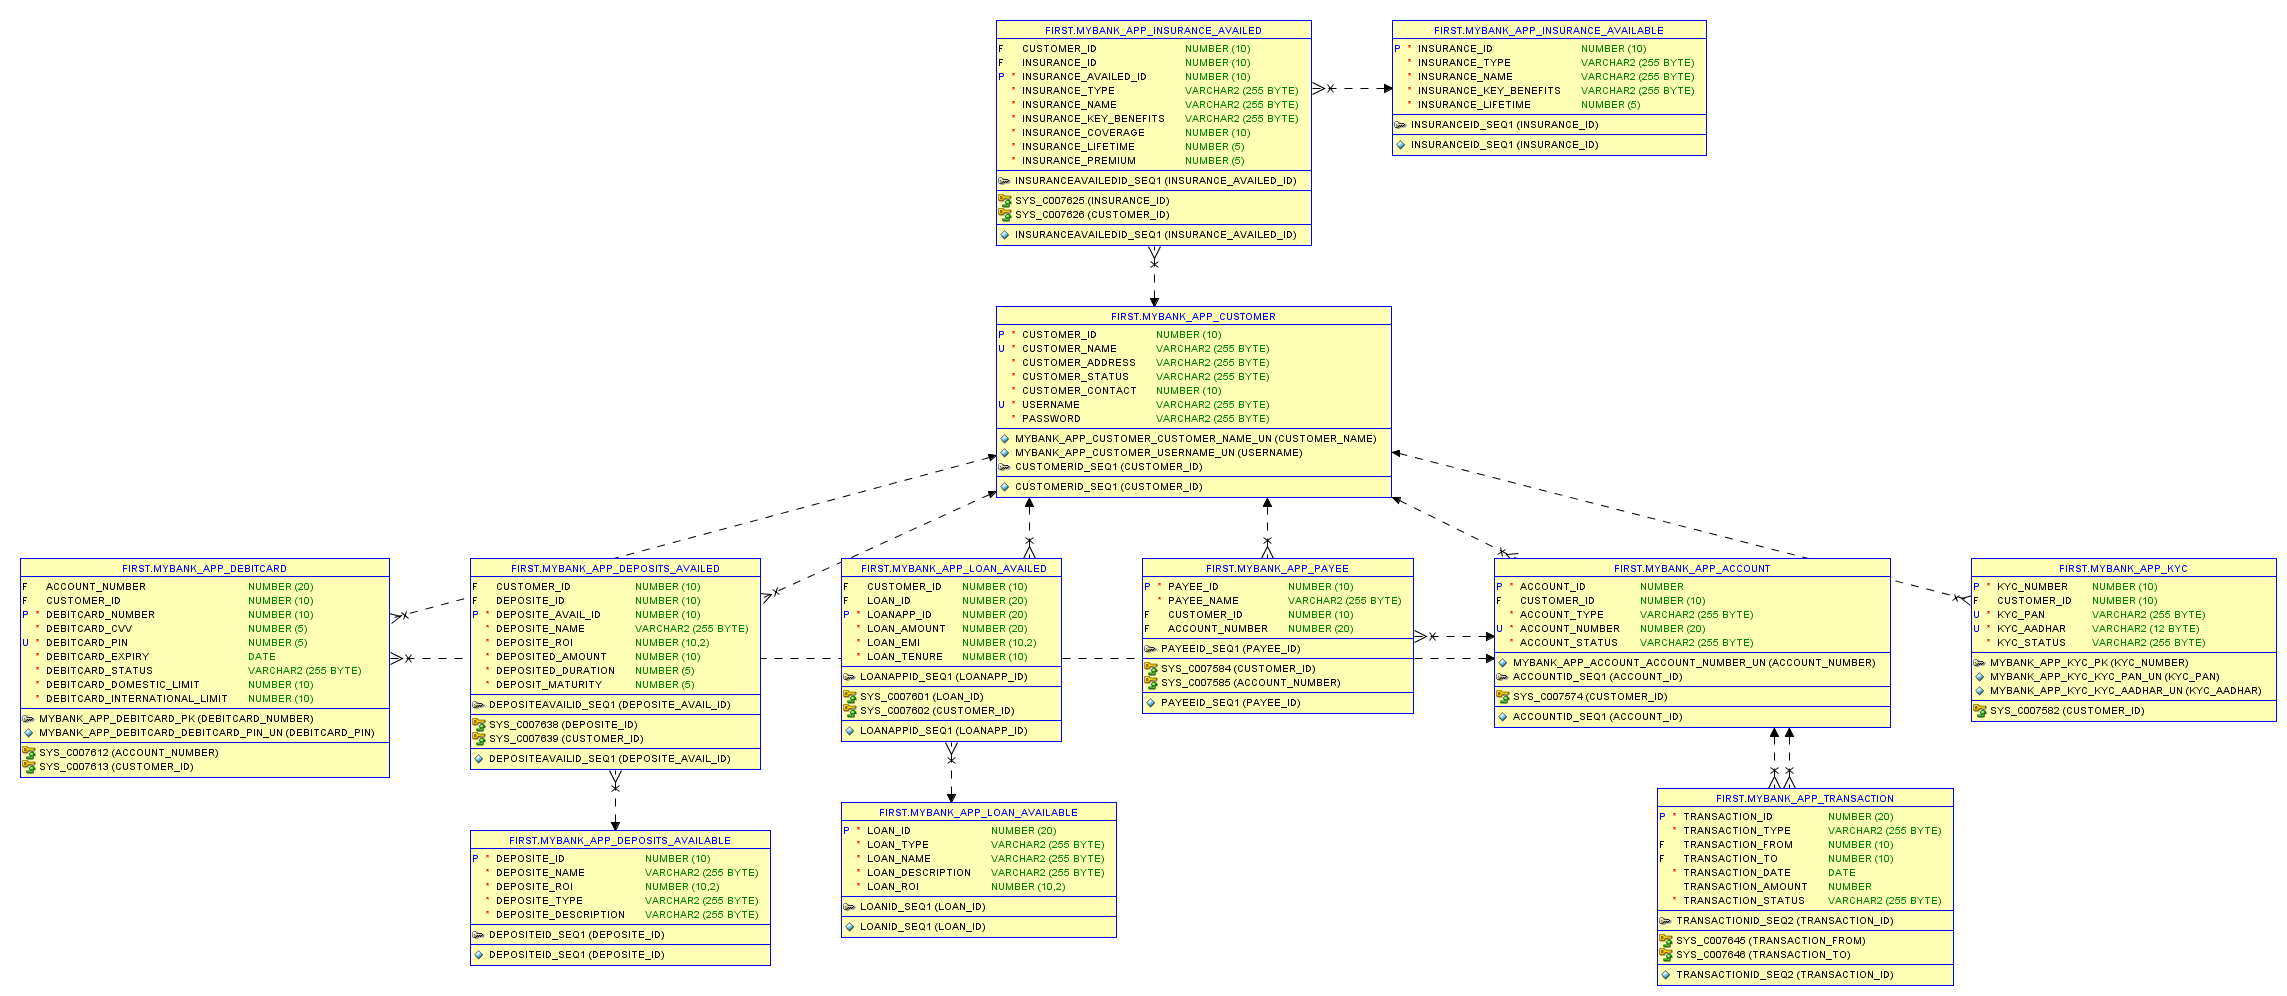 FIRST.MYBANK_APP_INSURANCE_AVAILED
F CUSTOMER_ID NUMBER (10)
F INSURANCE_ID NUMBER (10)
P * INSURANCE_AVAILED_ID NUMBER (10)
* INSURANCE_TYPE VARCHAR2 (255 BYTE)
* INSURANCE_NAME VARCHAR2 (255 BYTE)
* INSURANCE_KEY_BENEFITS VARCHAR2 (255 BYTE)
* INSURANCE_COVERAGE NUMBER (10)
* INSURANCE_LIFETIME NUMBER (5)
* INSURANCE_PREMIUM NUMBER (5)
INSURANCEAVAILEDID_SEQ1 (INSURANCE_AVAILED_ID)
SYS_C007625 (INSURANCE_ID)
SYS_C007626 (CUSTOMER_ID)
INSURANCEAVAILEDID_SEQ1 (INSURANCE_AVAILED_ID)
FIRST.MYBANK_APP_INSURANCE_AVAILABLE
P * INSURANCE_ID NUMBER (10)
* INSURANCE_TYPE VARCHAR2 (255 BYTE)
* INSURANCE_NAME VARCHAR2 (255 BYTE)
* INSURANCE_KEY_BENEFITS VARCHAR2 (255 BYTE)
* INSURANCE_LIFETIME NUMBER (5)
INSURANCEID_SEQ1 (INSURANCE_ID)
INSURANCEID_SEQ1 (INSURANCE_ID)
FIRST.MYBANK_APP_CUSTOMER
P * CUSTOMER_ID NUMBER (10)
U * CUSTOMER_NAME VARCHAR2 (255 BYTE)
* CUSTOMER_ADDRESS VARCHAR2 (255 BYTE)
* CUSTOMER_STATUS VARCHAR2 (255 BYTE)
* CUSTOMER_CONTACT NUMBER (10)
U * USERNAME VARCHAR2 (255 BYTE)
* PASSWORD VARCHAR2 (255 BYTE)
MYBANK_APP_CUSTOMER_CUSTOMER_NAME_UN (CUSTOMER_NAME)
MYBANK_APP_CUSTOMER_USERNAME_UN (USERNAME)
CUSTOMERID_SEQ1 (CUSTOMER_ID)
CUSTOMERID_SEQ1 (CUSTOMER_ID)
FIRST.MYBANK_APP_DEBITCARD
F ACCOUNT_NUMBER NUMBER (20)
F CUSTOMER_ID NUMBER (10)
P * DEBITCARD_NUMBER NUMBER (10)
* DEBITCARD_CVV NUMBER (5)
U * DEBITCARD_PIN NUMBER (5)
* DEBITCARD_EXPIRY DATE
* DEBITCARD_STATUS VARCHAR2 (255 BYTE)
* DEBITCARD_DOMESTIC_LIMIT NUMBER (10)
* DEBITCARD_INTERNATIONAL_LIMIT NUMBER (10)
MYBANK_APP_DEBITCARD_PK (DEBITCARD_NUMBER)
MYBANK_APP_DEBITCARD_DEBITCARD_PIN_UN (DEBITCARD_PIN)
SYS_C007612 (ACCOUNT_NUMBER)
SYS_C007613 (CUSTOMER_ID)
FIRST.MYBANK_APP_DEPOSITS_AVAILED
F CUSTOMER_ID NUMBER (10)
F DEPOSITE_ID NUMBER (10)
P * DEPOSITE_AVAIL_ID NUMBER (10)
* DEPOSITE_NAME VARCHAR2 (255 BYTE)
* DEPOSITE_ROI NUMBER (10,2)
* DEPOSITED_AMOUNT NUMBER (10)
* DEPOSITED_DURATION NUMBER (5)
* DEPOSIT_MATURITY NUMBER (5)
DEPOSITEAVAILID_SEQ1 (DEPOSITE_AVAIL_ID)
SYS_C007638 (DEPOSITE_ID)
SYS_C007639 (CUSTOMER_ID)
DEPOSITEAVAILID_SEQ1 (DEPOSITE_AVAIL_ID)
FIRST.MYBANK_APP_LOAN_AVAILED
F CUSTOMER_ID NUMBER (10)
F LOAN_ID NUMBER (20)
P * LOANAPP_ID NUMBER (20)
* LOAN_AMOUNT NUMBER (20)
* LOAN_EMI NUMBER (10,2)
* LOAN_TENURE NUMBER (10)
LOANAPPID_SEQ1 (LOANAPP_ID)
SYS_C007601 (LOAN_ID)
SYS_C007602 (CUSTOMER_ID)
LOANAPPID_SEQ1 (LOANAPP_ID)
FIRST.MYBANK_APP_PAYEE
P * PAYEE_ID NUMBER (10)
* PAYEE_NAME VARCHAR2 (255 BYTE)
F CUSTOMER_ID NUMBER (10)
F ACCOUNT_NUMBER NUMBER (20)
PAYEEID_SEQ1 (PAYEE_ID)
SYS_C007584 (CUSTOMER_ID)
SYS_C007585 (ACCOUNT_NUMBER)
PAYEEID_SEQ1 (PAYEE_ID)
FIRST.MYBANK_APP_ACCOUNT
P * ACCOUNT_ID NUMBER
F CUSTOMER_ID NUMBER (10)
* ACCOUNT_TYPE VARCHAR2 (255 BYTE)
U * ACCOUNT_NUMBER NUMBER (20)
* ACCOUNT_STATUS VARCHAR2 (255 BYTE)
MYBANK_APP_ACCOUNT_ACCOUNT_NUMBER_UN (ACCOUNT_NUMBER)
ACCOUNTID_SEQ1 (ACCOUNT_ID)
SYS_C007574 (CUSTOMER_ID)
ACCOUNTID_SEQ1 (ACCOUNT_ID)
FIRST.MYBANK_APP_KYC
P * KYC_NUMBER NUMBER (10)
F CUSTOMER_ID NUMBER (10)
U * KYC_PAN VARCHAR2 (255 BYTE)
U * KYC_AADHAR VARCHAR2 (12 BYTE)
* KYC_STATUS VARCHAR2 (255 BYTE)
MYBANK_APP_KYC_PK (KYC_NUMBER)
MYBANK_APP_KYC_KYC_PAN_UN (KYC_PAN)
MYBANK_APP_KYC_KYC_AADHAR_UN (KYC_AADHAR)
SYS_C007582 (CUSTOMER_ID)
FIRST.MYBANK_APP_DEPOSITS_AVAILABLE
P * DEPOSITE_ID NUMBER (10)
* DEPOSITE_NAME VARCHAR2 (255 BYTE)
* DEPOSITE_ROI NUMBER (10,2)
* DEPOSITE_TYPE VARCHAR2 (255 BYTE)
* DEPOSITE_DESCRIPTION VARCHAR2 (255 BYTE)
DEPOSITEID_SEQ1 (DEPOSITE_ID)
DEPOSITEID_SEQ1 (DEPOSITE_ID)
FIRST.MYBANK_APP_LOAN_AVAILABLE
P * LOAN_ID NUMBER (20)
* LOAN_TYPE VARCHAR2 (255 BYTE)
* LOAN_NAME VARCHAR2 (255 BYTE)
* LOAN_DESCRIPTION VARCHAR2 (255 BYTE)
* LOAN_ROI NUMBER (10,2)
LOANID_SEQ1 (LOAN_ID)
LOANID_SEQ1 (LOAN_ID)
FIRST.MYBANK_APP_TRANSACTION
P * TRANSACTION_ID NUMBER (20)
* TRANSACTION_TYPE VARCHAR2 (255 BYTE)
F TRANSACTION_FROM NUMBER (10)
F TRANSACTION_TO NUMBER (10)
* TRANSACTION_DATE DATE
TRANSACTION_AMOUNT NUMBER
* TRANSACTION_STATUS VARCHAR2 (255 BYTE)
TRANSACTIONID_SEQ2 (TRANSACTION_ID)
SYS_C007645 (TRANSACTION_FROM)
SYS_C007646 (TRANSACTION_TO)
TRANSACTIONID_SEQ2 (TRANSACTION_ID)